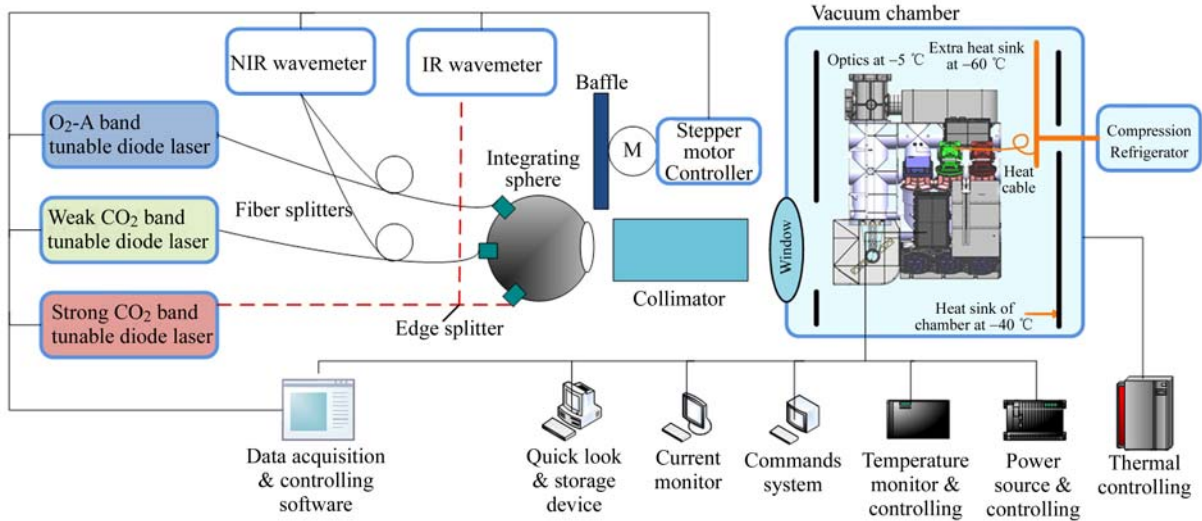 Vacuum chamber
NIR wavemeter
IR wavemeter
Optics at –5 ℃
Extra heat sink
at –60 ℃
Baffle
O2-A band
tunable diode laser
M
Stepper
motor
Controller
Compression
Refrigerator
Integrating
sphere
Heat
cable
Fiber splitters
Weak CO2 band
tunable diode laser
Window
Collimator
Strong CO2 band
tunable diode laser
Edge splitter
Heat sink of
chamber at –40 ℃
Data acquisition
& controlling
software
Quick look
& storage
device
Current
monitor
Commands
system
Temperature
monitor &
controlling
Power
source &
controlling
Thermal
controlling